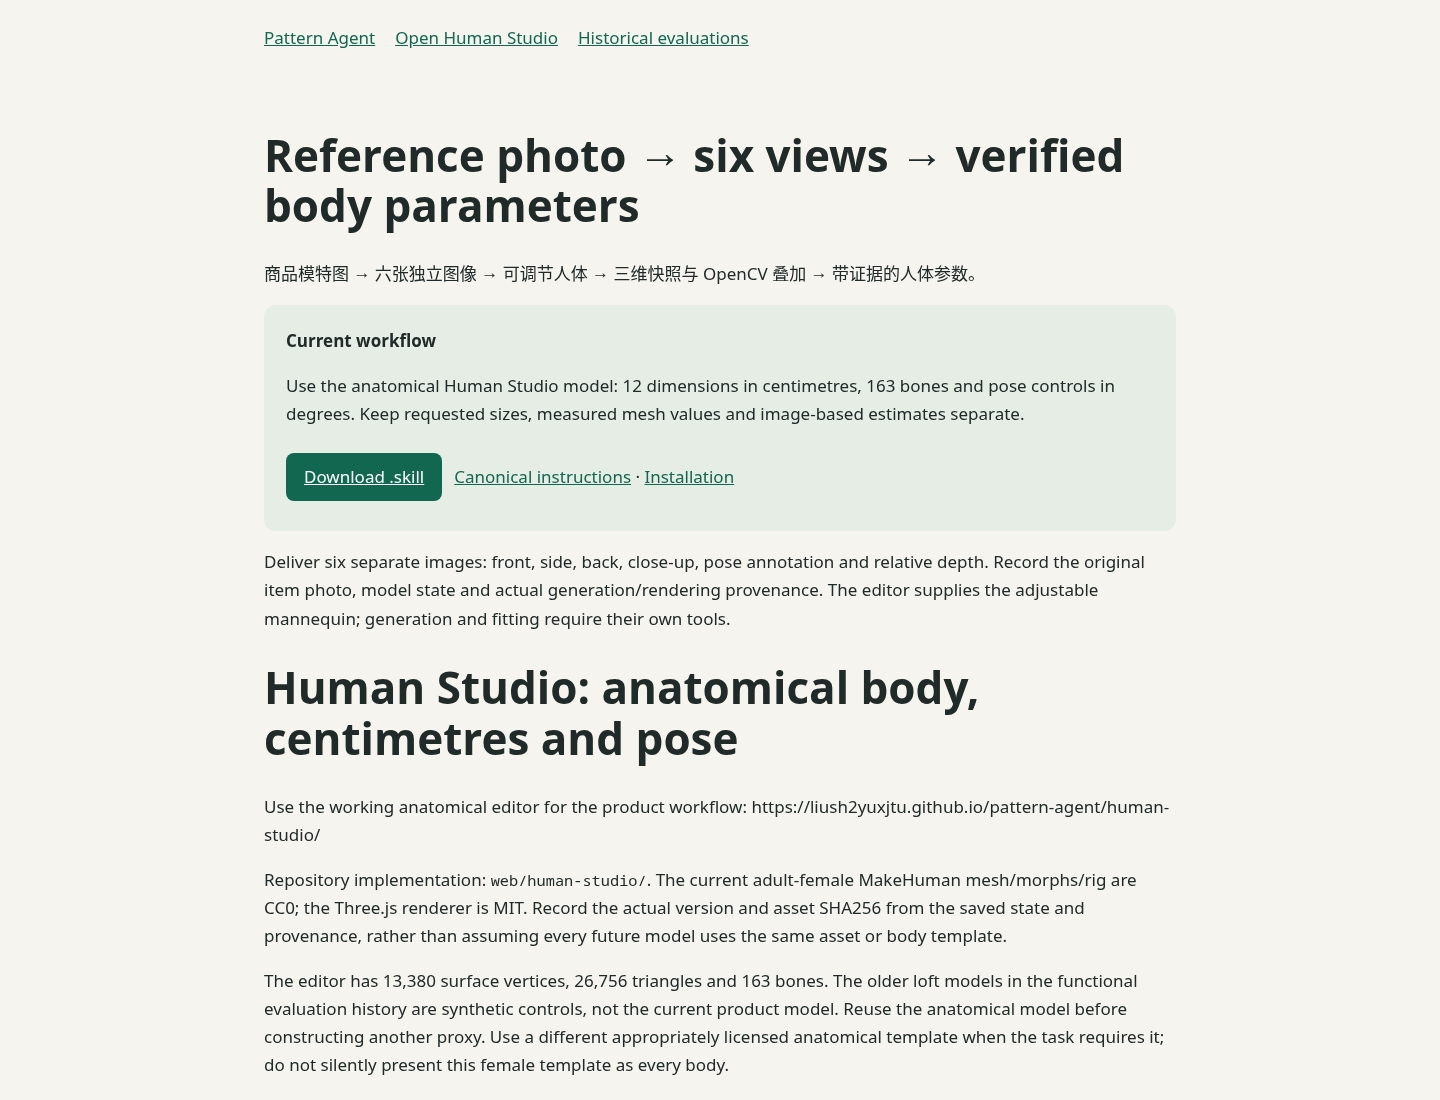 Pattern Agent Open Human Studio Historical evaluations
Reference photo → six views → verified
body parameters
商品模特图 → 六张独立图像 → 可调节人体 → 三维快照与 OpenCV 叠加 → 带证据的人体参数。
Current workflow
Use the anatomical Human Studio model: 12 dimensions in centimetres, 163 bones and pose controls in
degrees. Keep requested sizes, measured mesh values and image-based estimates separate.
Download .skill Canonical instructions · Installation
Deliver six separate images: front, side, back, close-up, pose annotation and relative depth. Record the original
item photo, model state and actual generation/rendering provenance. The editor supplies the adjustable
mannequin; generation and fitting require their own tools.
Human Studio: anatomical body,
centimetres and pose
Use the working anatomical editor for the product workflow: https://liush2yuxjtu.github.io/pattern-agent/human-
studio/
Repository implementation: web/human-studio/. The current adult-female MakeHuman mesh/morphs/rig are
CC0; the Three.js renderer is MIT. Record the actual version and asset SHA256 from the saved state and
provenance, rather than assuming every future model uses the same asset or body template.
The editor has 13,380 surface vertices, 26,756 triangles and 163 bones. The older loft models in the functional
evaluation history are synthetic controls, not the current product model. Reuse the anatomical model before
constructing another proxy. Use a different appropriately licensed anatomical template when the task requires it;
do not silently present this female template as every body.